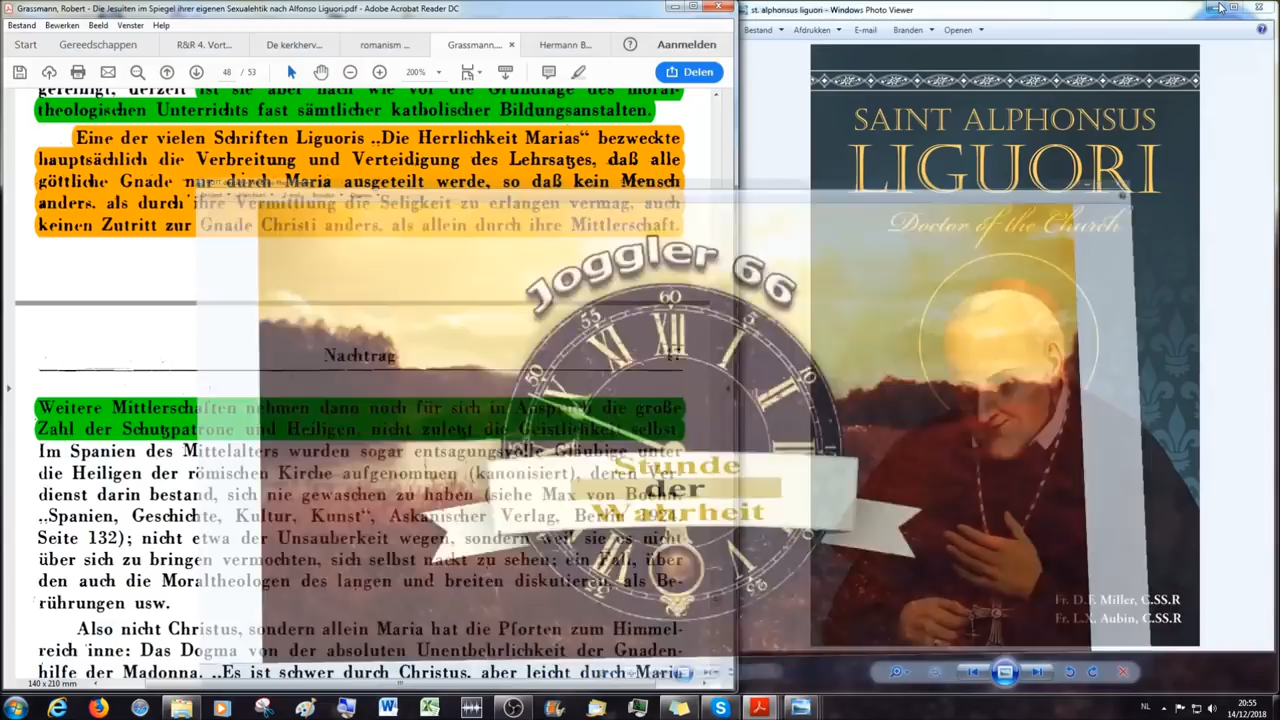 Grassmann, Robert - Die Jesuiten im Spiegel ihrer eigenen Sexualethik nach Alfonso Liguori.pdf - Adobe Acrobat Reader DC
Bestand Bewerken Beeld Venster Help
Start Gereedschappen R&R 4. Vort... De kerkherv... romanism ... Grassmann,... × Hermann B... Aanmelden
48 / 53 200% Delen
gereinigt, derzeit ist sie aber nach wie vor die Grundlage des moral-
theologischen Unterrichts fast sämtlicher katholischer Bildungsanstalten.
Eine der vielen Schriften Liguoris „Die Herrlichkeit Marias“ bezweckte
hauptsächlich die Verbreitung und Verteidigung des Lehrsatzes, daß alle
göttliche Gnade nur durch Maria ausgeteilt werde, so daß kein Mensch
anders, als durch ihre Vermittlung die Seligkeit zu erlangen vermag, auch
keinen Zutritt zur Gnade Christi anders, als allein durch ihre Mittlerschaft.
Nachtrag
Weitere Mittlerschaften nehmen dann noch für sich in Anspruch die große
Zahl der Schutzpatrone und Heiligen, nicht zuletzt die Geistlichkeit selbst
Im Spanien des Mittelalters wurden sogar entsagungsvolle Gläubige unter
die Heiligen der römischen Kirche aufgenommen (kanonisiert), deren Ver-
dienst darin bestand, sich nie gewaschen zu haben (siehe Max von Boehn,
„Spanien, Geschichte, Kultur, Kunst“, Askanischer Verlag, Berlin 1924,
Seite 132); nicht etwa der Unsauberkeit wegen, sondern weil sie es nicht
über sich zu bringen vermochten, sich selbst nackt zu sehen; ein Fall, über
den auch die Moraltheologen des langen und breiten diskutieren, als Be-
rührungen usw.
Also nicht Christus, sondern allein Maria hat die Pforten zum Himmel-
reich inne: Das Dogma von der absoluten Unentbehrlichkeit der Gnaden-
hilfe der Madonna. „Es ist schwer durch Christus, aber leicht durch Maria
140 x 210 mm
Joggler 66
60
55
5
50
10
XII
XI
I
Stunde
der
Wahrheit
st. alphonsus liguori - Windows Photo Viewer
Bestand Afdrukken E-mail Branden Openen
SAINT ALPHONSUS
LIGUORI
Doctor of the Church
Fr. D.F. Miller, C.SS.R
Fr. L.X. Aubin, C.SS.R
NL 20:55
14/12/2018